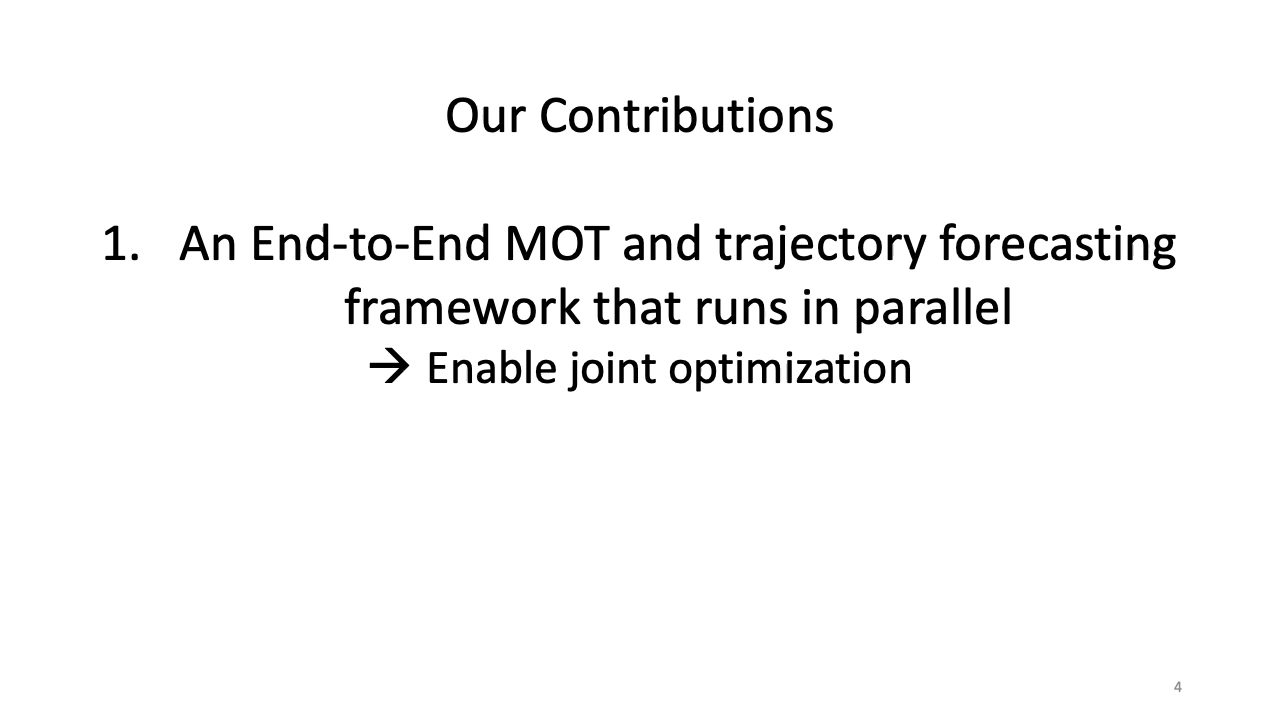 Our Contributions
1. An End-to-End MOT and trajectory forecasting
framework that runs in parallel
→ Enable joint optimization
4